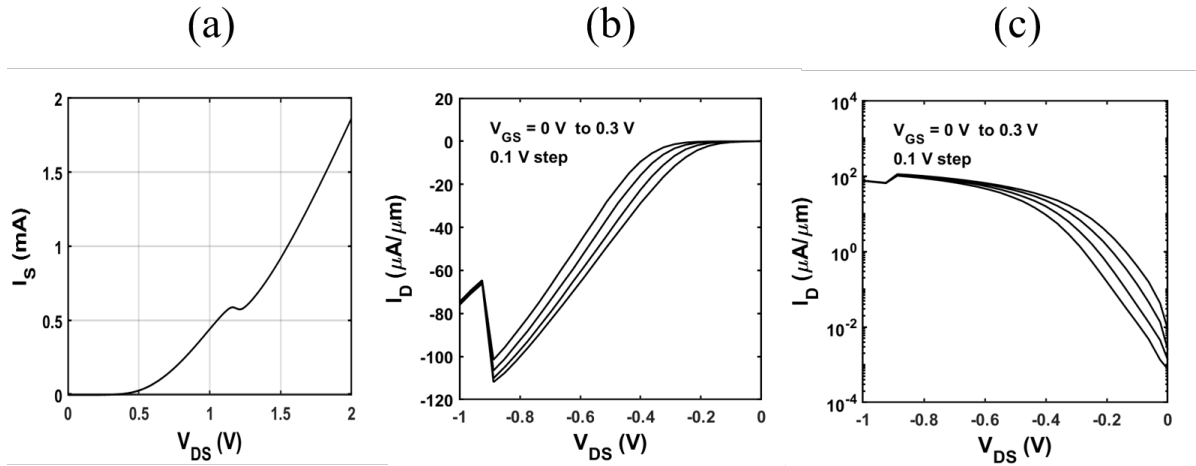 (a)
(b)
(c)
2
1.5
1
0.5
0
I_S (mA)
0
0.5
1
1.5
2
V_DS (V)
20
0
-20
-40
-60
-80
-100
-120
I_D (μA/μm)
V_GS = 0 V to 0.3 V
0.1 V step
-1
-0.8
-0.6
-0.4
-0.2
0
V_DS (V)
10^4
10^2
10^0
10^-2
10^-4
I_D (μA/μm)
V_GS = 0 V to 0.3 V
0.1 V step
-1
-0.8
-0.6
-0.4
-0.2
0
V_DS (V)